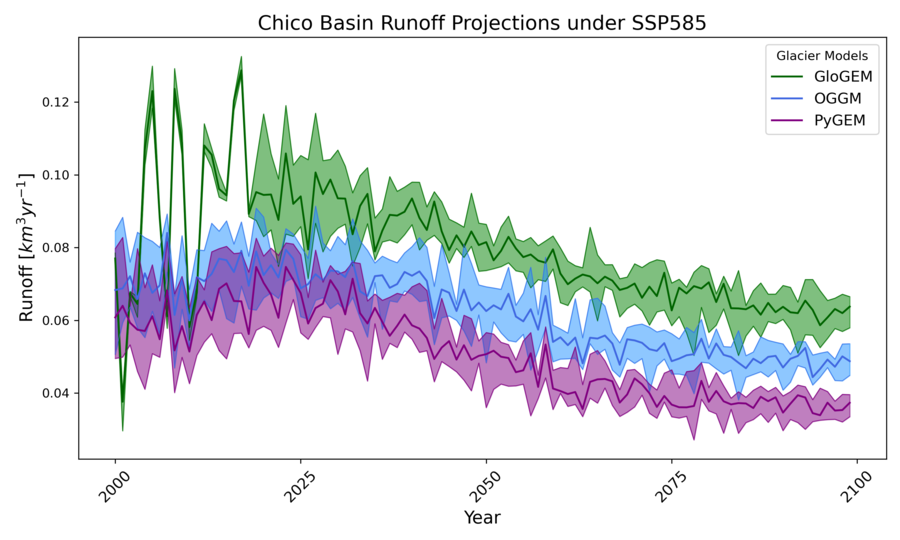 Chico Basin Runoff Projections under SSP585
Glacier Models
GloGEM
OGGM
PyGEM
Runoff [km³yr⁻¹]
0.12
0.10
0.08
0.06
0.04
2000
2025
2050
2075
2100
Year